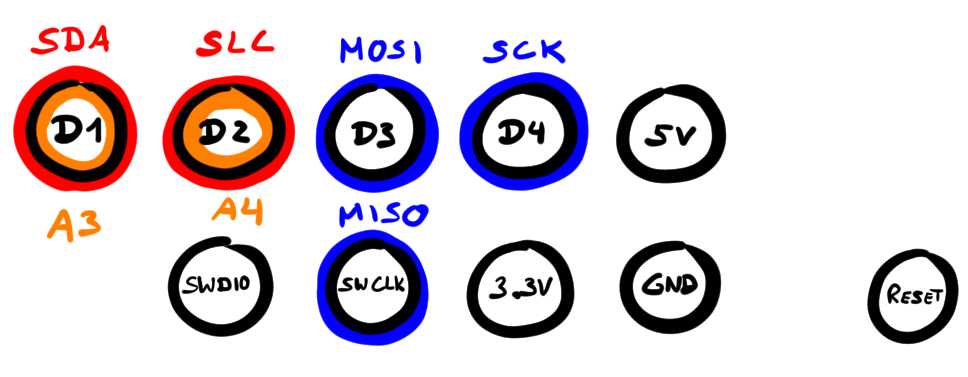 SDA SLC MOSI SCK
D1 D2 D3 D4 5V
A3 A4 MISO
SWDIO SWCLK 3.3V GND RESET